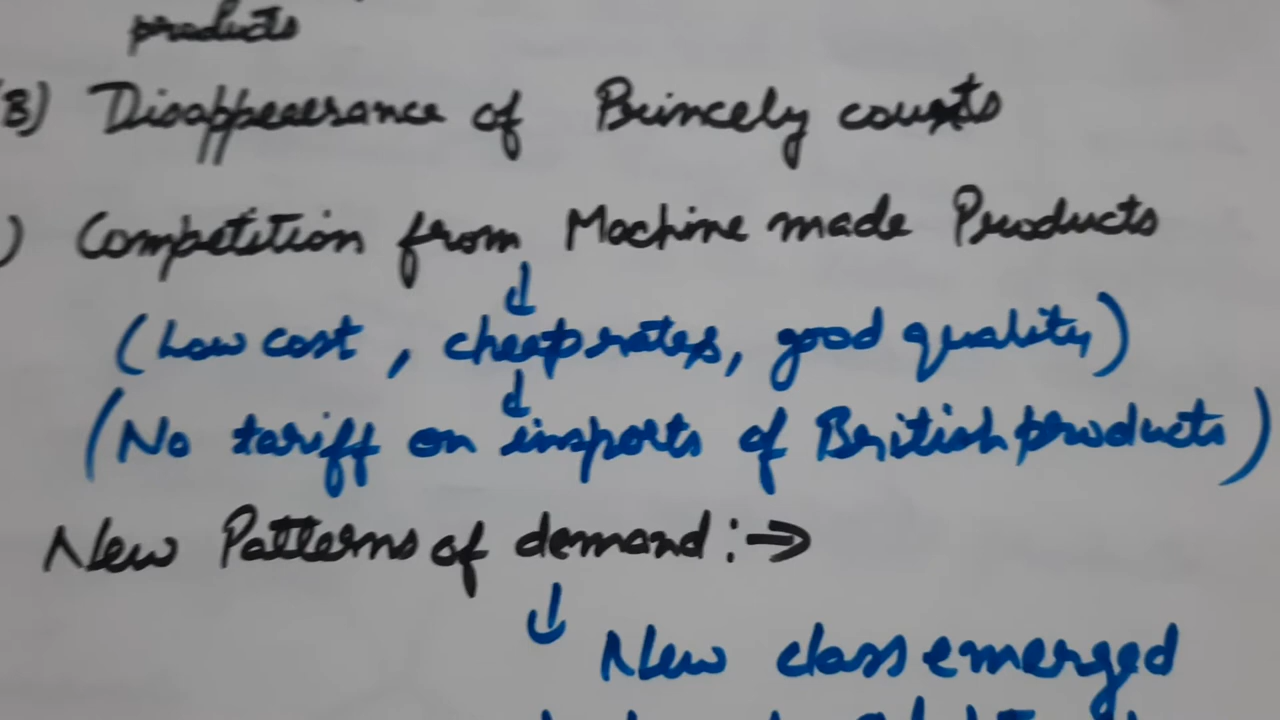 products
(B) Disappearance of Princely courts
) Competition from Machine made Products
↓
(Low cost, cheap rates, good quality)
↓
(No tariff on imports of British products)
New Patterns of demand :→
↓ New class emerged